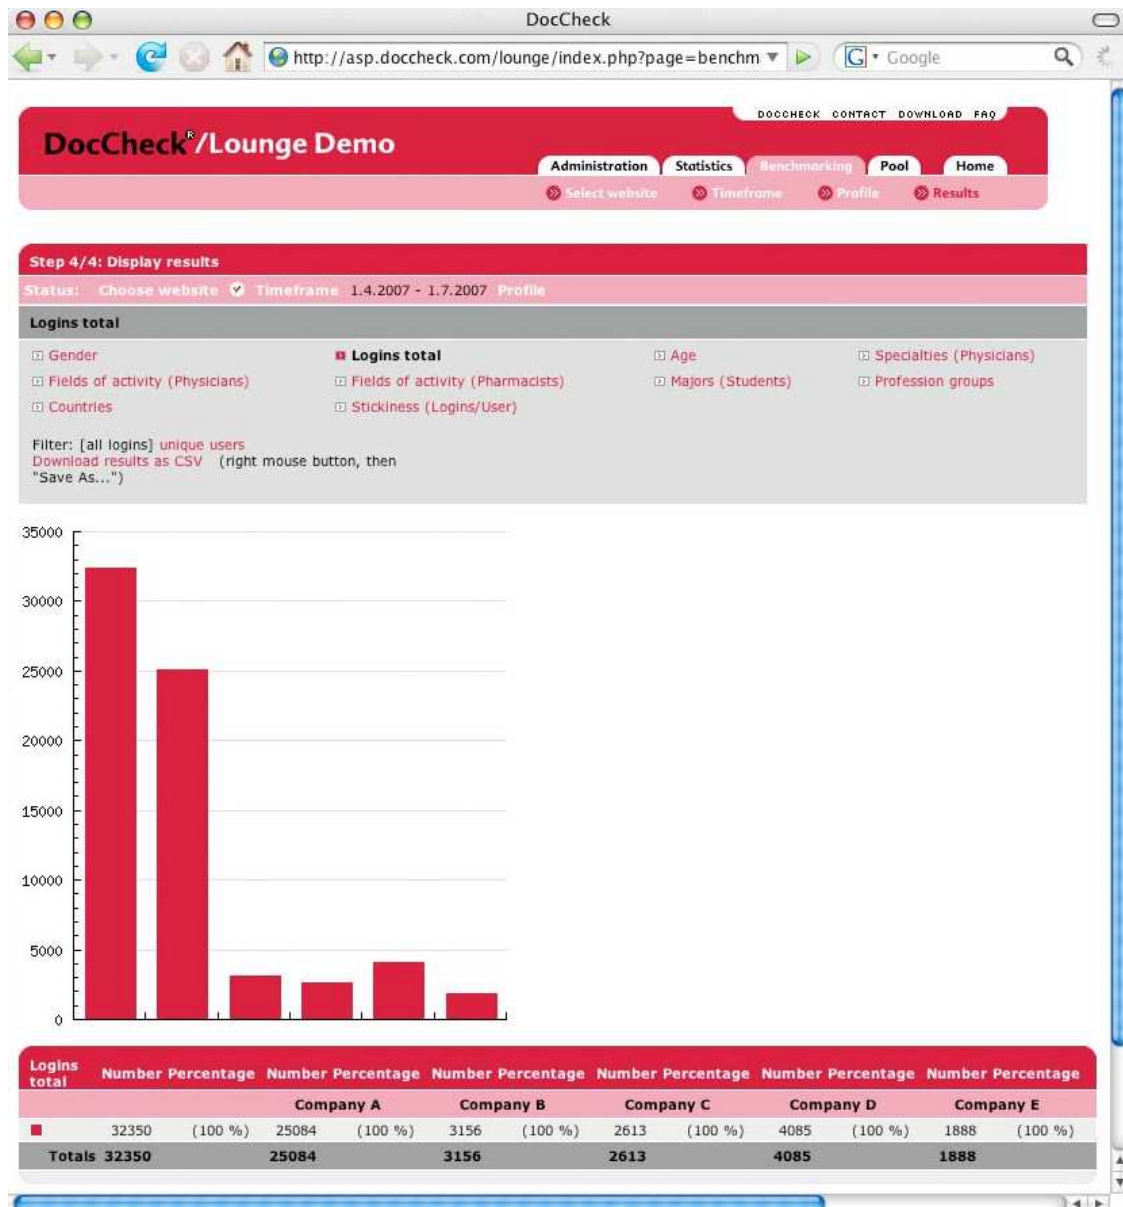 DocCheck
http://asp.doccheck.com/lounge/index.php?page=benchm
G Google
DOCCHECK CONTACT DOWNLOAD FAQ
DocCheck®/Lounge Demo
Administration Statistics Benchmarking Pool Home
Select website Timeframe Profile Results
Step 4/4: Display results
Status: Choose website Timeframe 1.4.2007 - 1.7.2007 Profile
Logins total
Gender Logins total Age Specialties (Physicians)
Fields of activity (Physicians) Fields of activity (Pharmacists) Majors (Students) Profession groups
Countries Stickiness (Logins/User)
Filter: [all logins] unique users
Download results as CSV (right mouse button, then
"Save As...")
35000
30000
25000
20000
15000
10000
5000
0
Logins
total Number Percentage Number Percentage Number Percentage Number Percentage Number Percentage Number Percentage
Company A Company B Company C Company D Company E
32350 (100 %) 25084 (100 %) 3156 (100 %) 2613 (100 %) 4085 (100 %) 1888 (100 %)
Totals 32350 25084 3156 2613 4085 1888